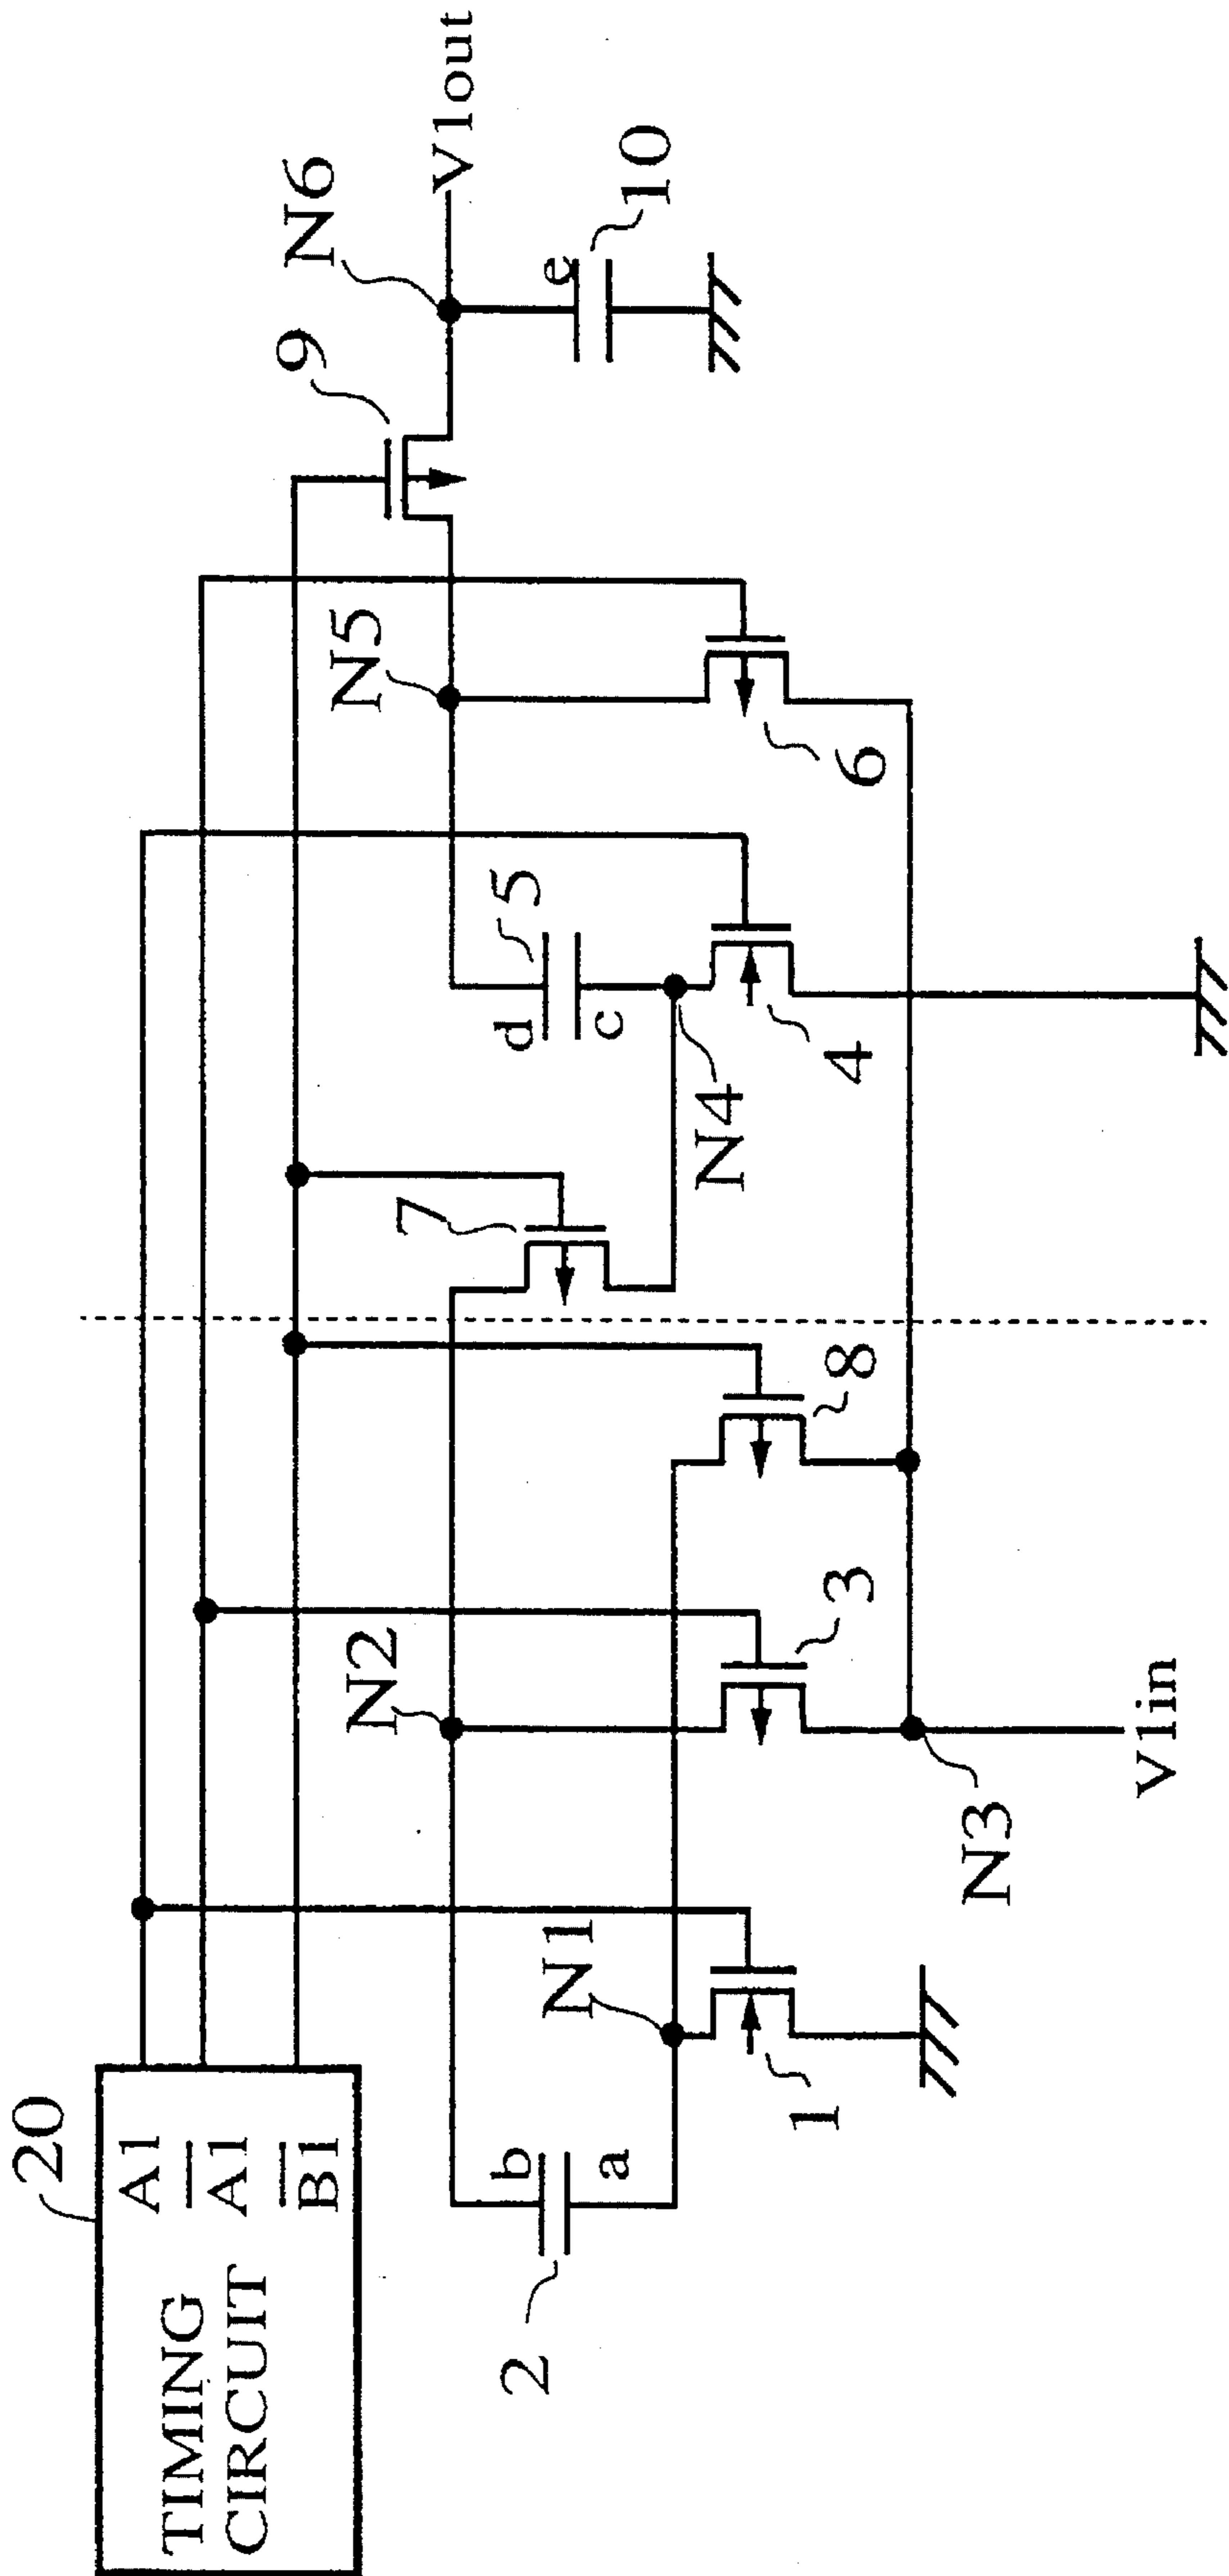 20
TIMING
CIRCUIT
A1
A1
B1
N6
V1out
9
e
10
N5
5
d
c
7
N4
4
6
N2
8
3
b
a
2
N1
1
N3
V1in